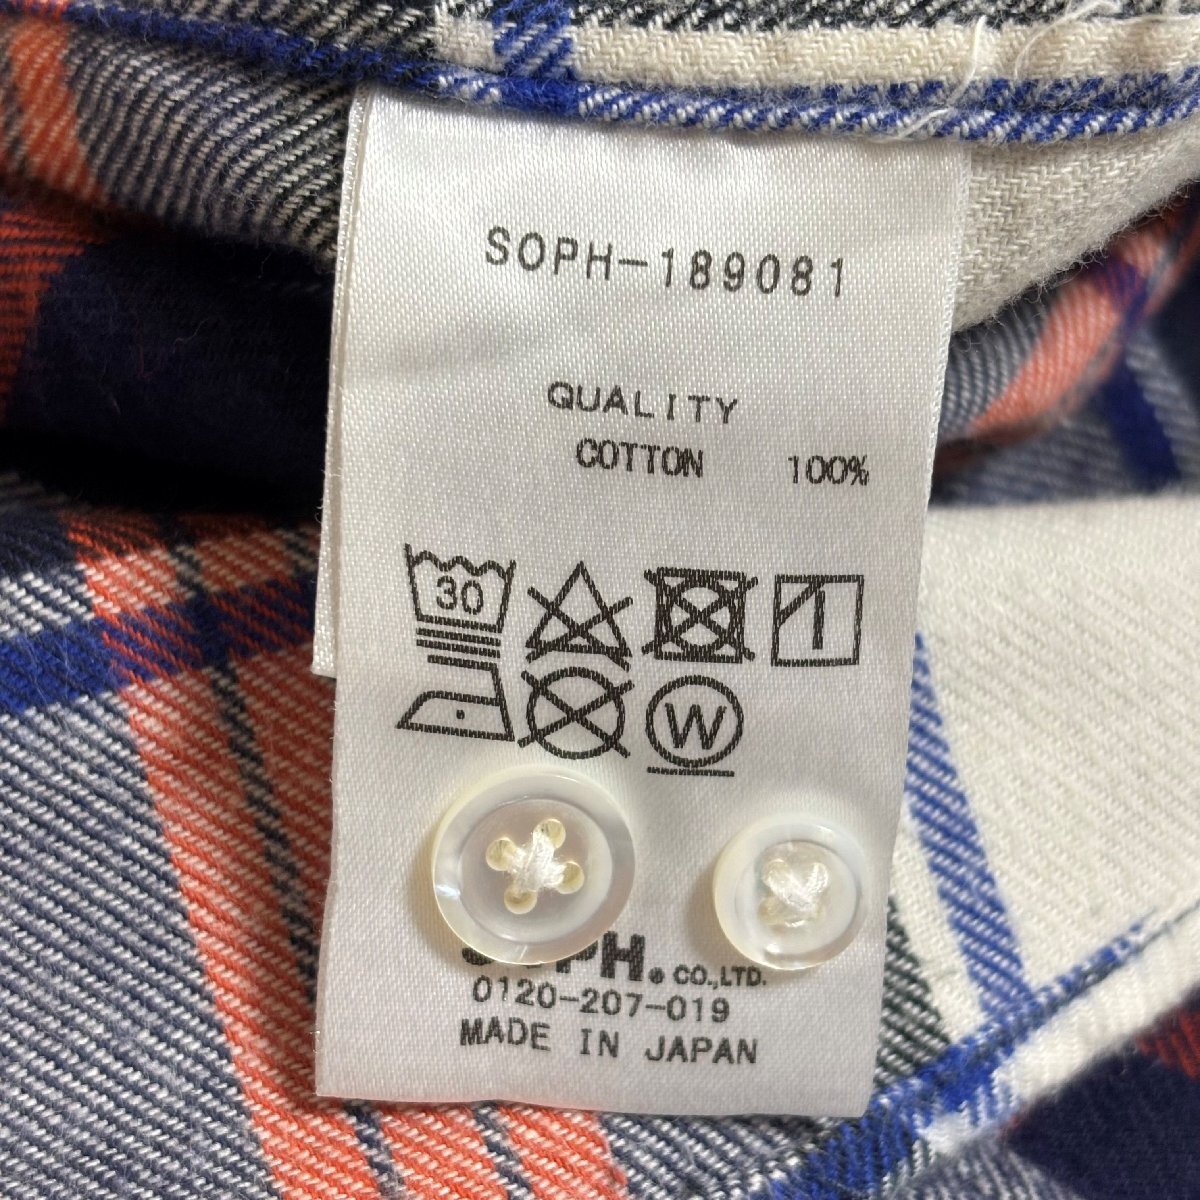 SOPH-189081
QUALITY
COTTON 100%
30
W
CO.,LTD.
0120-207-019
MADE IN JAPAN